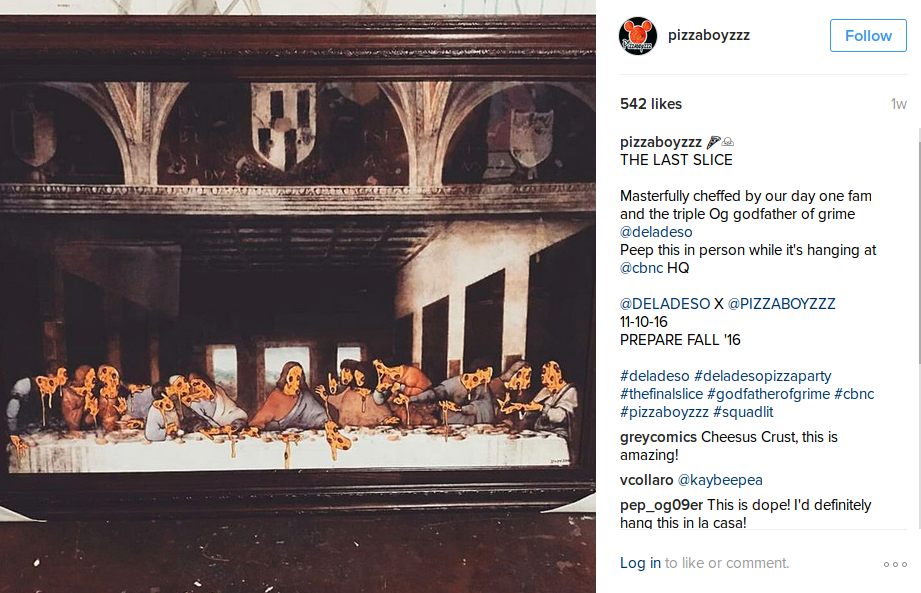 pizzaboyzzz
Follow
542 likes
1w
pizzaboyzzz 🍕💩
THE LAST SLICE
Masterfully cheffed by our day one fam
and the triple Og godfather of grime
@deladeso
Peep this in person while it's hanging at
@cbnc HQ
@DELADESO X @PIZZABOYZZZ
11-10-16
PREPARE FALL '16
#deladeso #deladesopizzaparty
#thefinalslice #godfatherofgrime #cbnc
#pizzaboyzzz #squadlit
greycomics Cheesus Crust, this is
amazing!
vcollaro @kaybeepea
pep_og09er This is dope! I'd definitely
hang this in la casa!
Log in to like or comment.